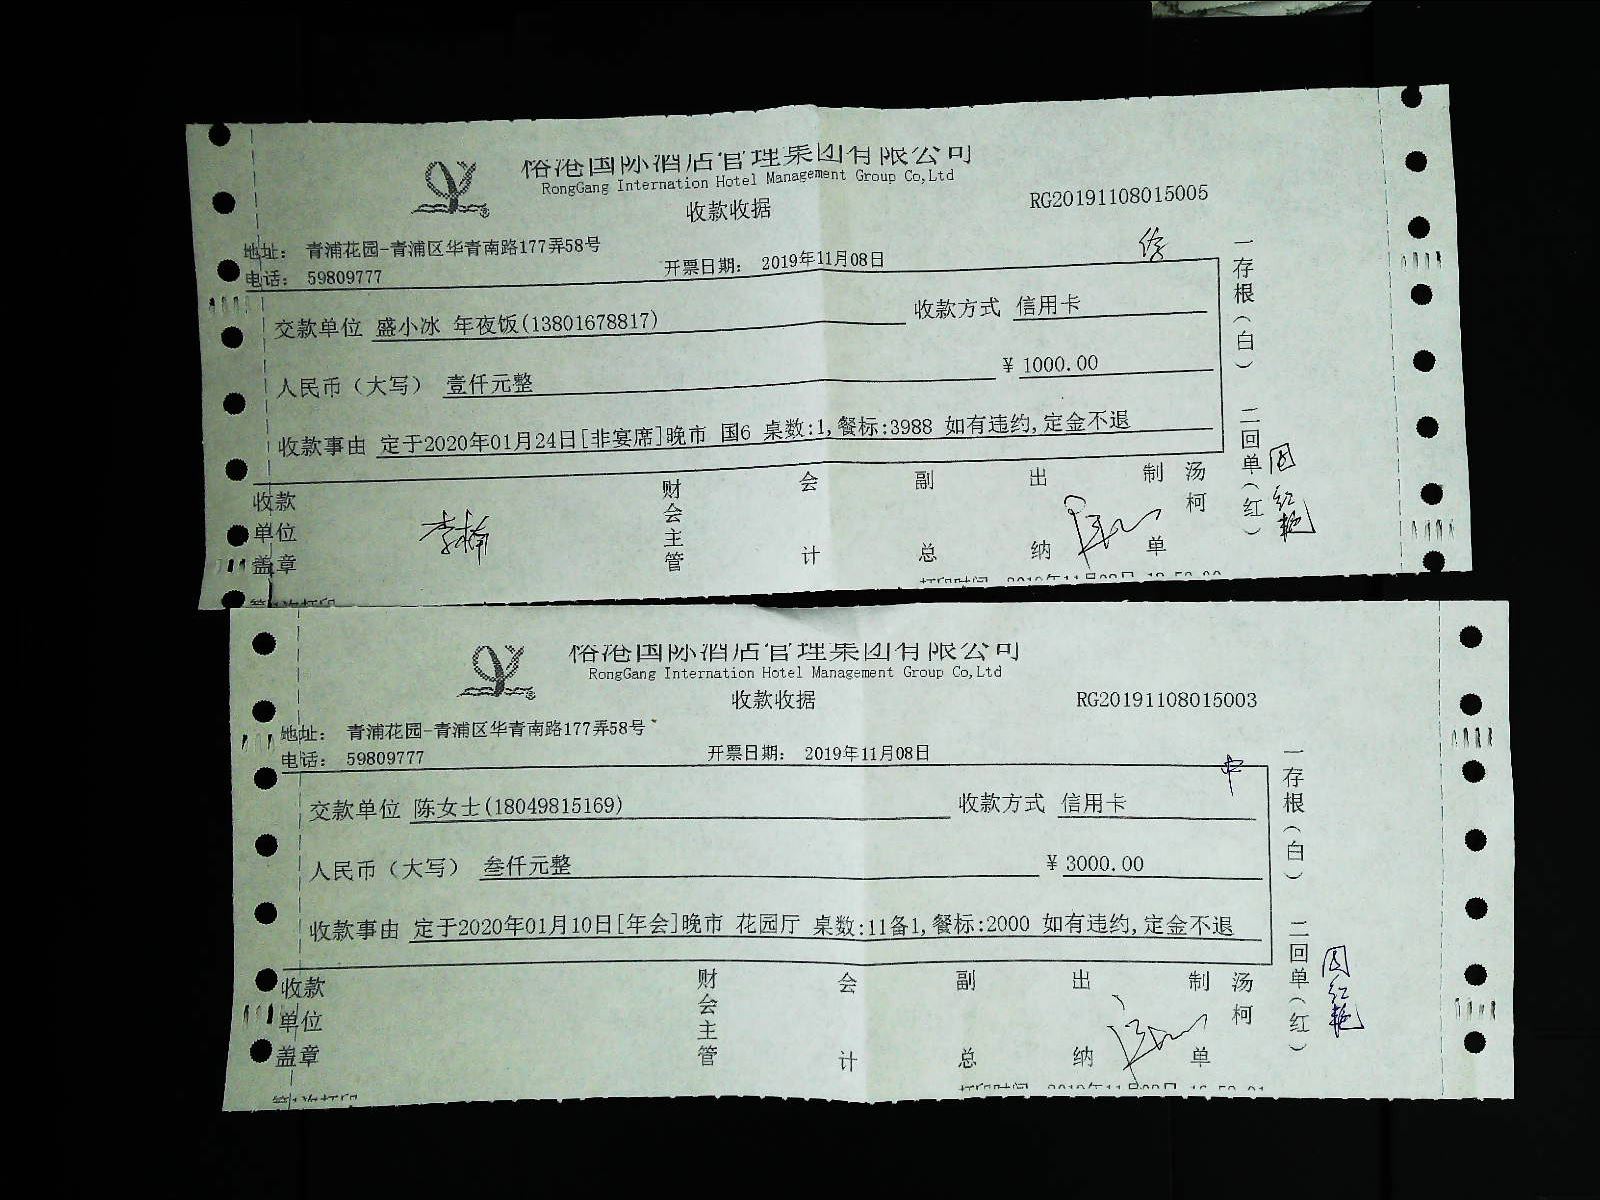 港国际酒店管理集团有限公司
RongGang Internation Hotel Management Group Co,Ltd
收款收据
RG20191108015005
地址: 青浦花园-青浦区华青南路177弄58号
电话: 59809777
开票日期: 2019年11月08日
交款单位 盛小冰 年夜饭(13801678817)
收款方式 信用卡
人民币(大写) 壹仟元整
¥ 1000.00
收款事由 定于2020年01月24日[非宴席]晚市 国6 桌数:1,餐标:3988 如有违约,定金不退
收款单位盖章
李楠
财会主管
会计
副总
出纳
制单
汤柯
一存根(白) 二回单(红)
周红艳
港国际酒店管理集团有限公司
RongGang Internation Hotel Management Group Co,Ltd
收款收据
RG20191108015003
地址: 青浦花园-青浦区华青南路177弄58号
电话: 59809777
开票日期: 2019年11月08日
中
交款单位 陈女士(18049815169)
收款方式 信用卡
人民币(大写) 叁仟元整
¥ 3000.00
收款事由 定于2020年01月10日[年会]晚市 花园厅 桌数:11备1,餐标:2000 如有违约,定金不退
收款单位盖章
财会主管
会计
副总
出纳
制单
汤柯
一存根(白) 二回单(红)
周红艳